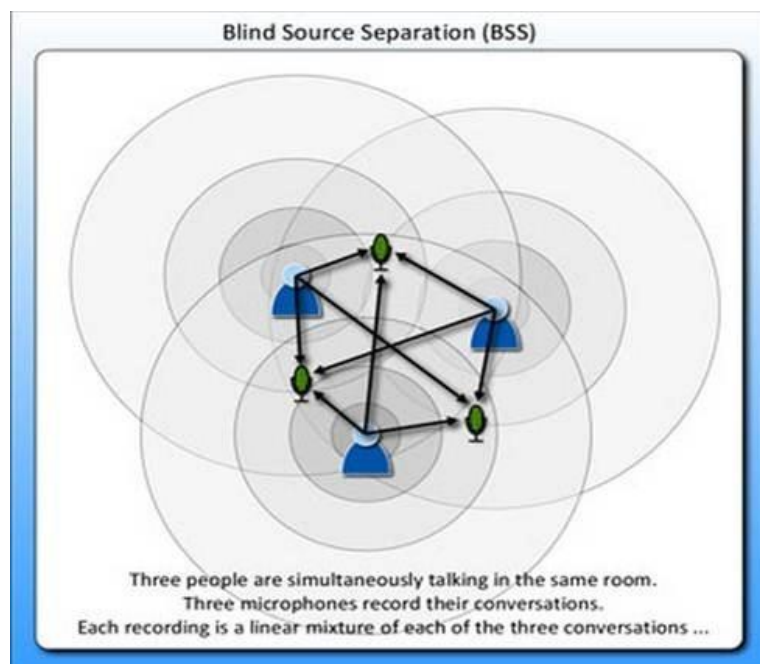 Blind Source Separation (BSS)
Three people are simultaneously talking in the same room.
Three microphones record their conversations.
Each recording is a linear mixture of each of the three conversations ...